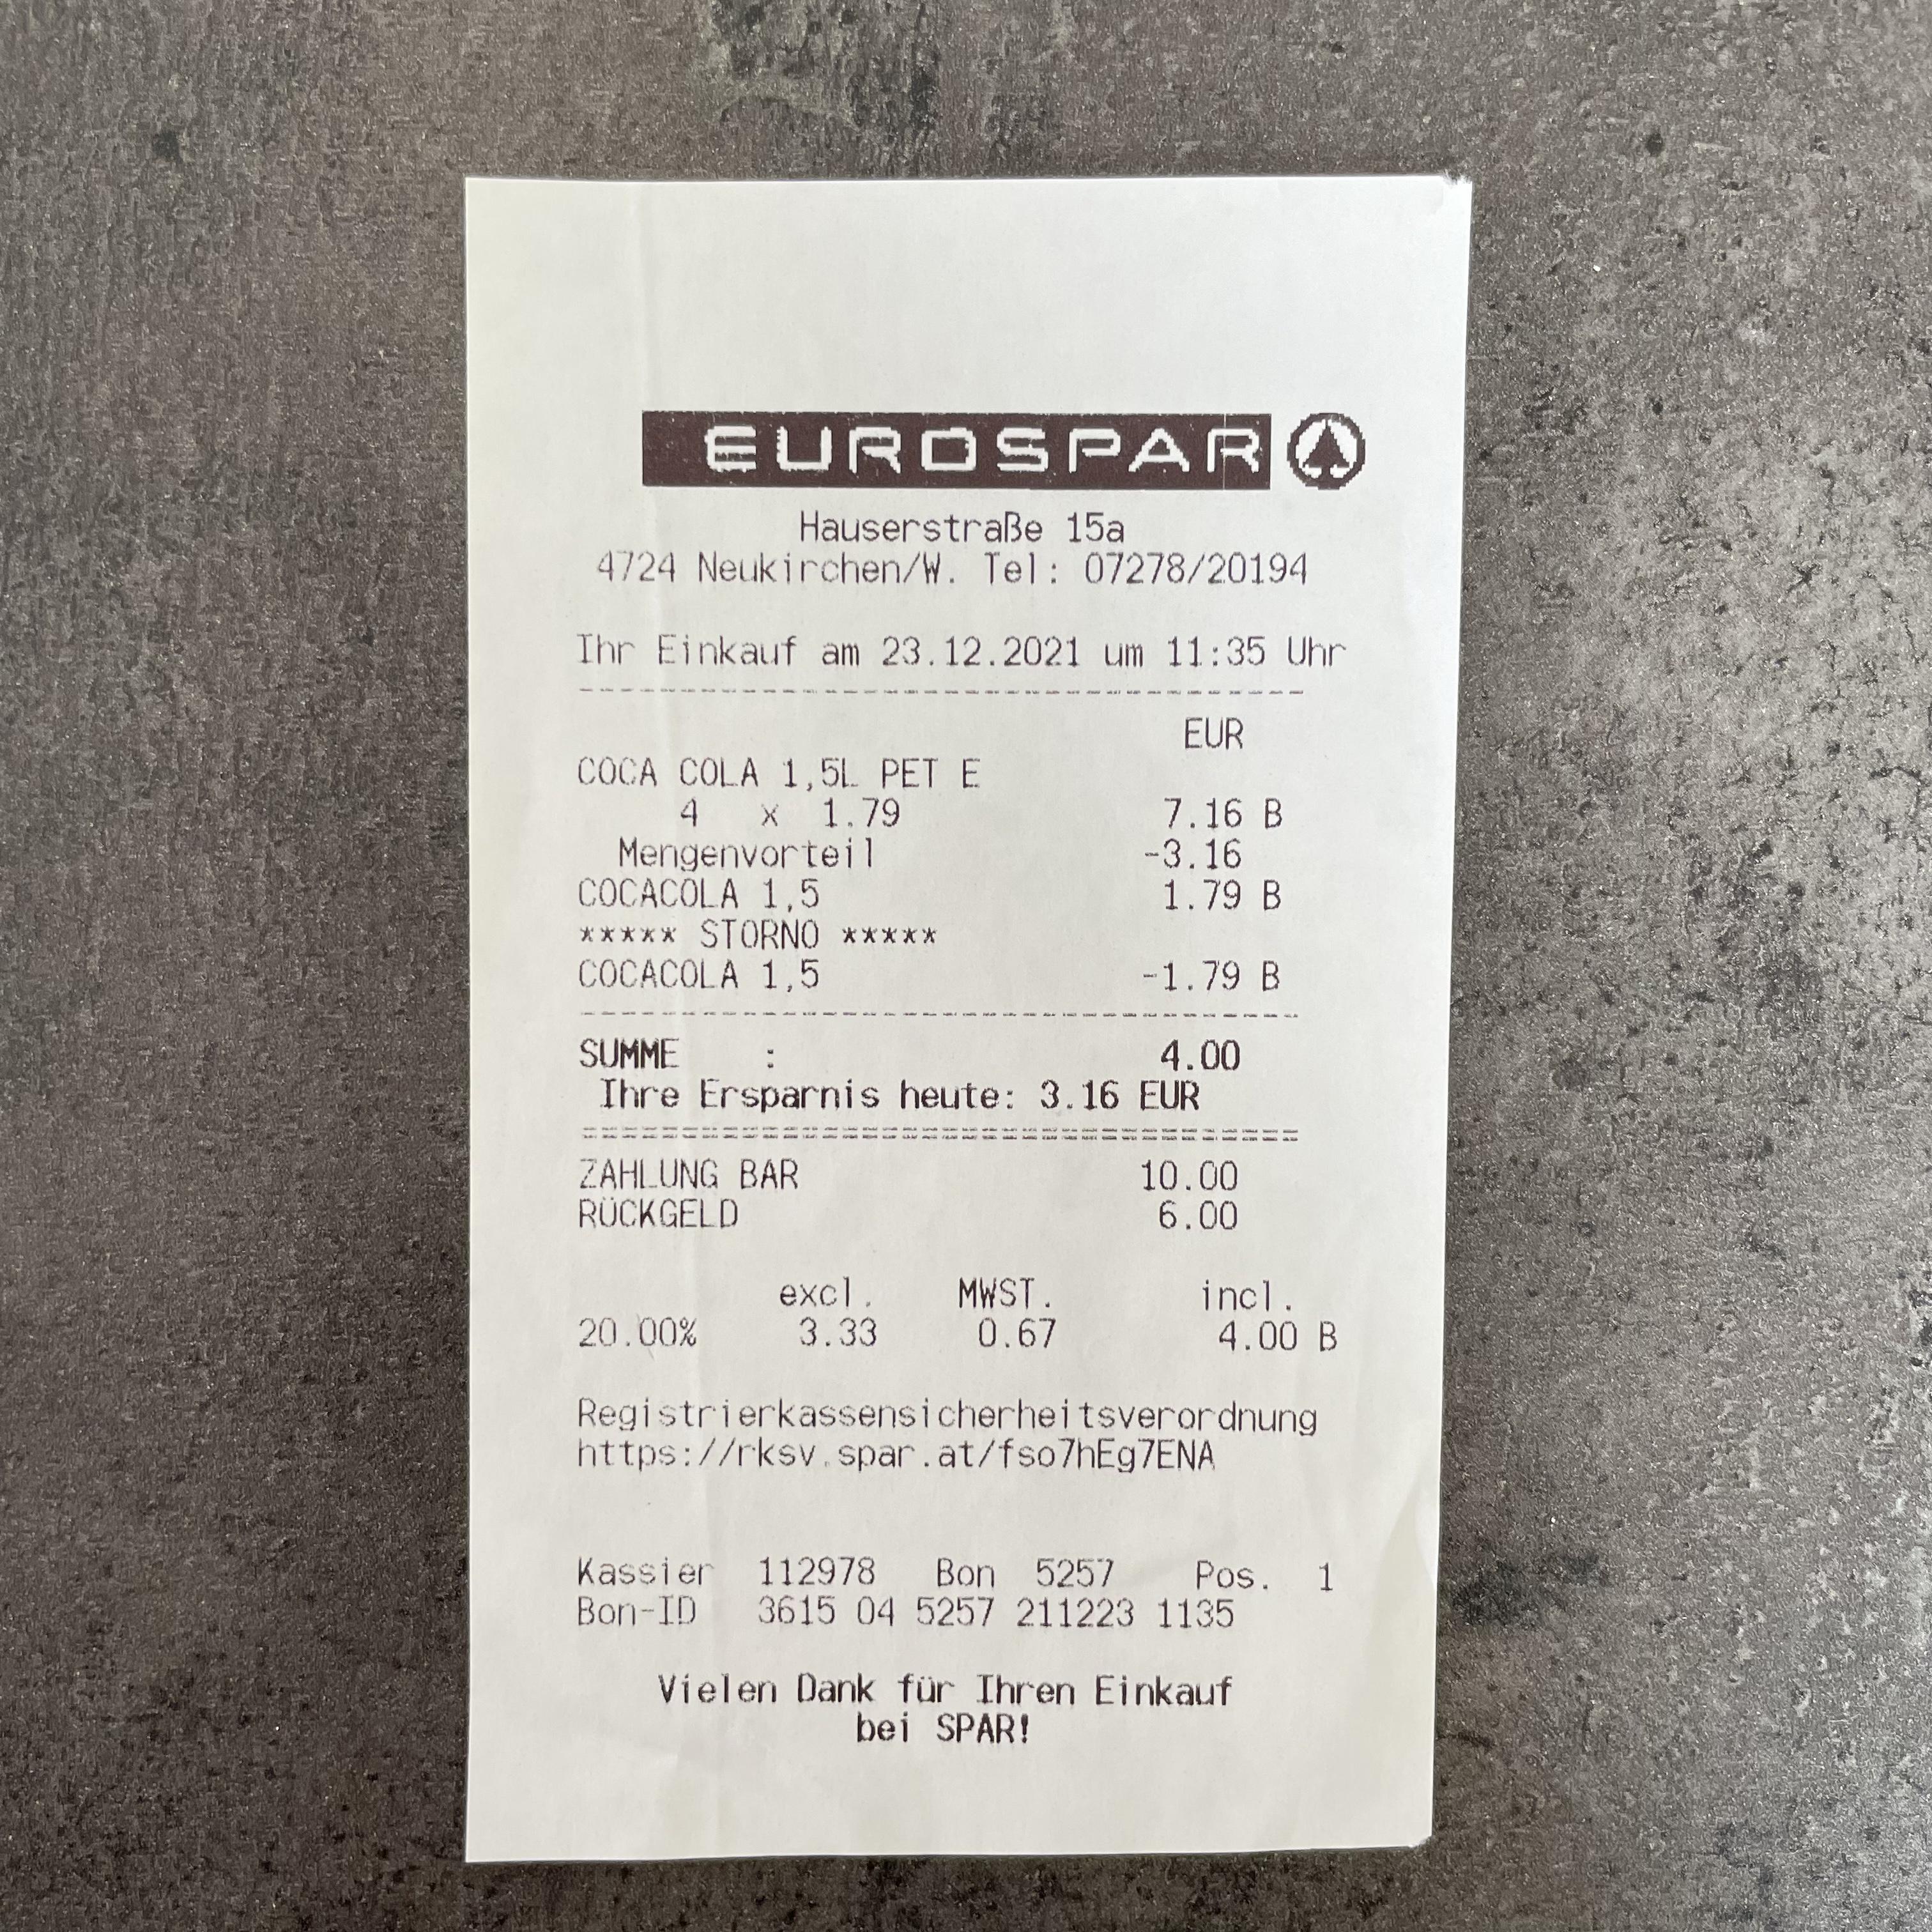 EUROSPAR
Hauserstraße 15a
4724 Neukirchen/W. Tel: 07278/20194
Ihr Einkauf am 23.12.2021 um 11:35 Uhr
--------------------------------------
EUR
COCA COLA 1,5L PET E
4 x 1.79 7.16 B
Mengenvorteil -3.16
COCACOLA 1,5 1.79 B
***** STORNO *****
COCACOLA 1,5 -1.79 B
--------------------------------------
SUMME : 4.00
Ihre Ersparnis heute: 3.16 EUR
======================================
ZAHLUNG BAR 10.00
RÜCKGELD 6.00
excl. MWST. incl.
20.00% 3.33 0.67 4.00 B
Registrierkassensicherheitsverordnung
https://rksv.spar.at/fso7hEg7ENA
Kassier 112978 Bon 5257 Pos. 1
Bon-ID 3615 04 5257 211223 1135
Vielen Dank für Ihren Einkauf
bei SPAR!